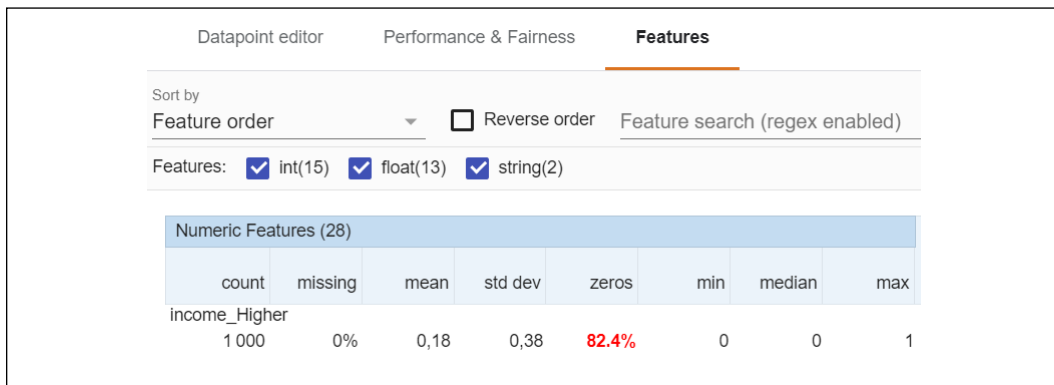 Datapoint editor Performance & Fairness Features
Sort by
Feature order Reverse order Feature search (regex enabled)
Features: int(15) float(13) string(2)
Numeric Features (28)
count missing mean std dev zeros min median max
income_Higher
1 000 0% 0,18 0,38 82.4% 0 0 1